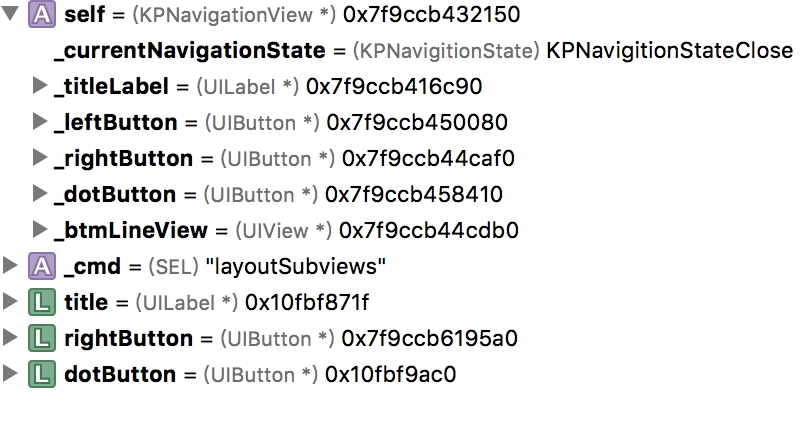 A self = (KPNavigationView *) 0x7f9ccb432150
_currentNavigationState = (KPNavigitionState) KPNavigitionStateClose
_titleLabel = (UILabel *) 0x7f9ccb416c90
_leftButton = (UIButton *) 0x7f9ccb450080
_rightButton = (UIButton *) 0x7f9ccb44caf0
_dotButton = (UIButton *) 0x7f9ccb458410
_btmLineView = (UIView *) 0x7f9ccb44cdb0
A _cmd = (SEL) "layoutSubviews"
L title = (UILabel *) 0x10fbf871f
L rightButton = (UIButton *) 0x7f9ccb6195a0
L dotButton = (UIButton *) 0x10fbf9ac0